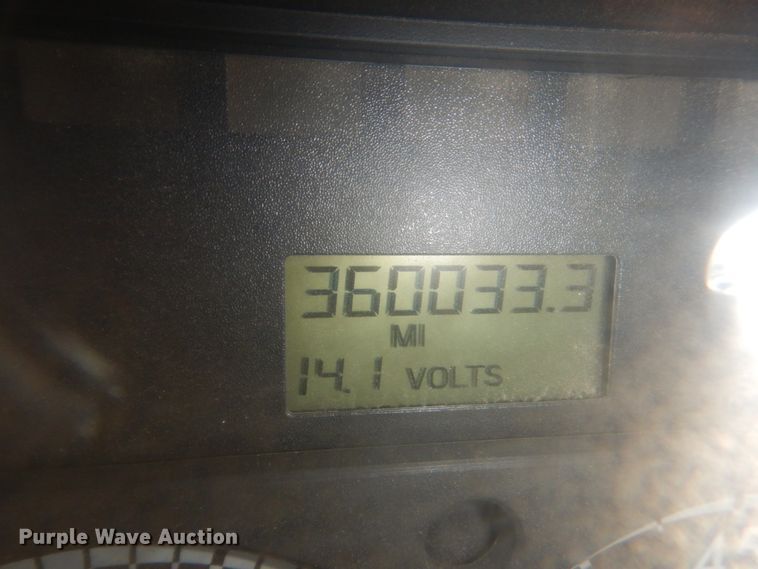 360033.3
MI
14.1 VOLTS
Purple Wave Auction